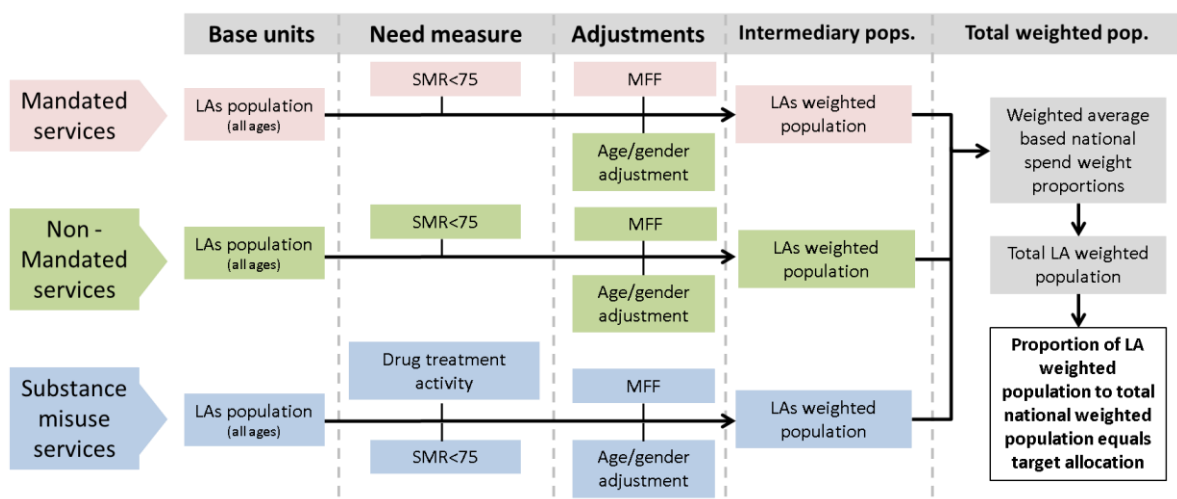 Base units
Need measure
Adjustments
Intermediary pops.
Total weighted pop.
Mandated
services
LAs population
(all ages)
SMR<75
MFF
Age/gender
adjustment
LAs weighted
population
Non -
Mandated
services
LAs population
(all ages)
SMR<75
MFF
Age/gender
adjustment
LAs weighted
population
Substance
misuse
services
LAs population
(all ages)
Drug treatment
activity
SMR<75
MFF
Age/gender
adjustment
LAs weighted
population
Weighted average
based national
spend weight
proportions
Total LA weighted
population
Proportion of LA
weighted
population to total
national weighted
population equals
target allocation